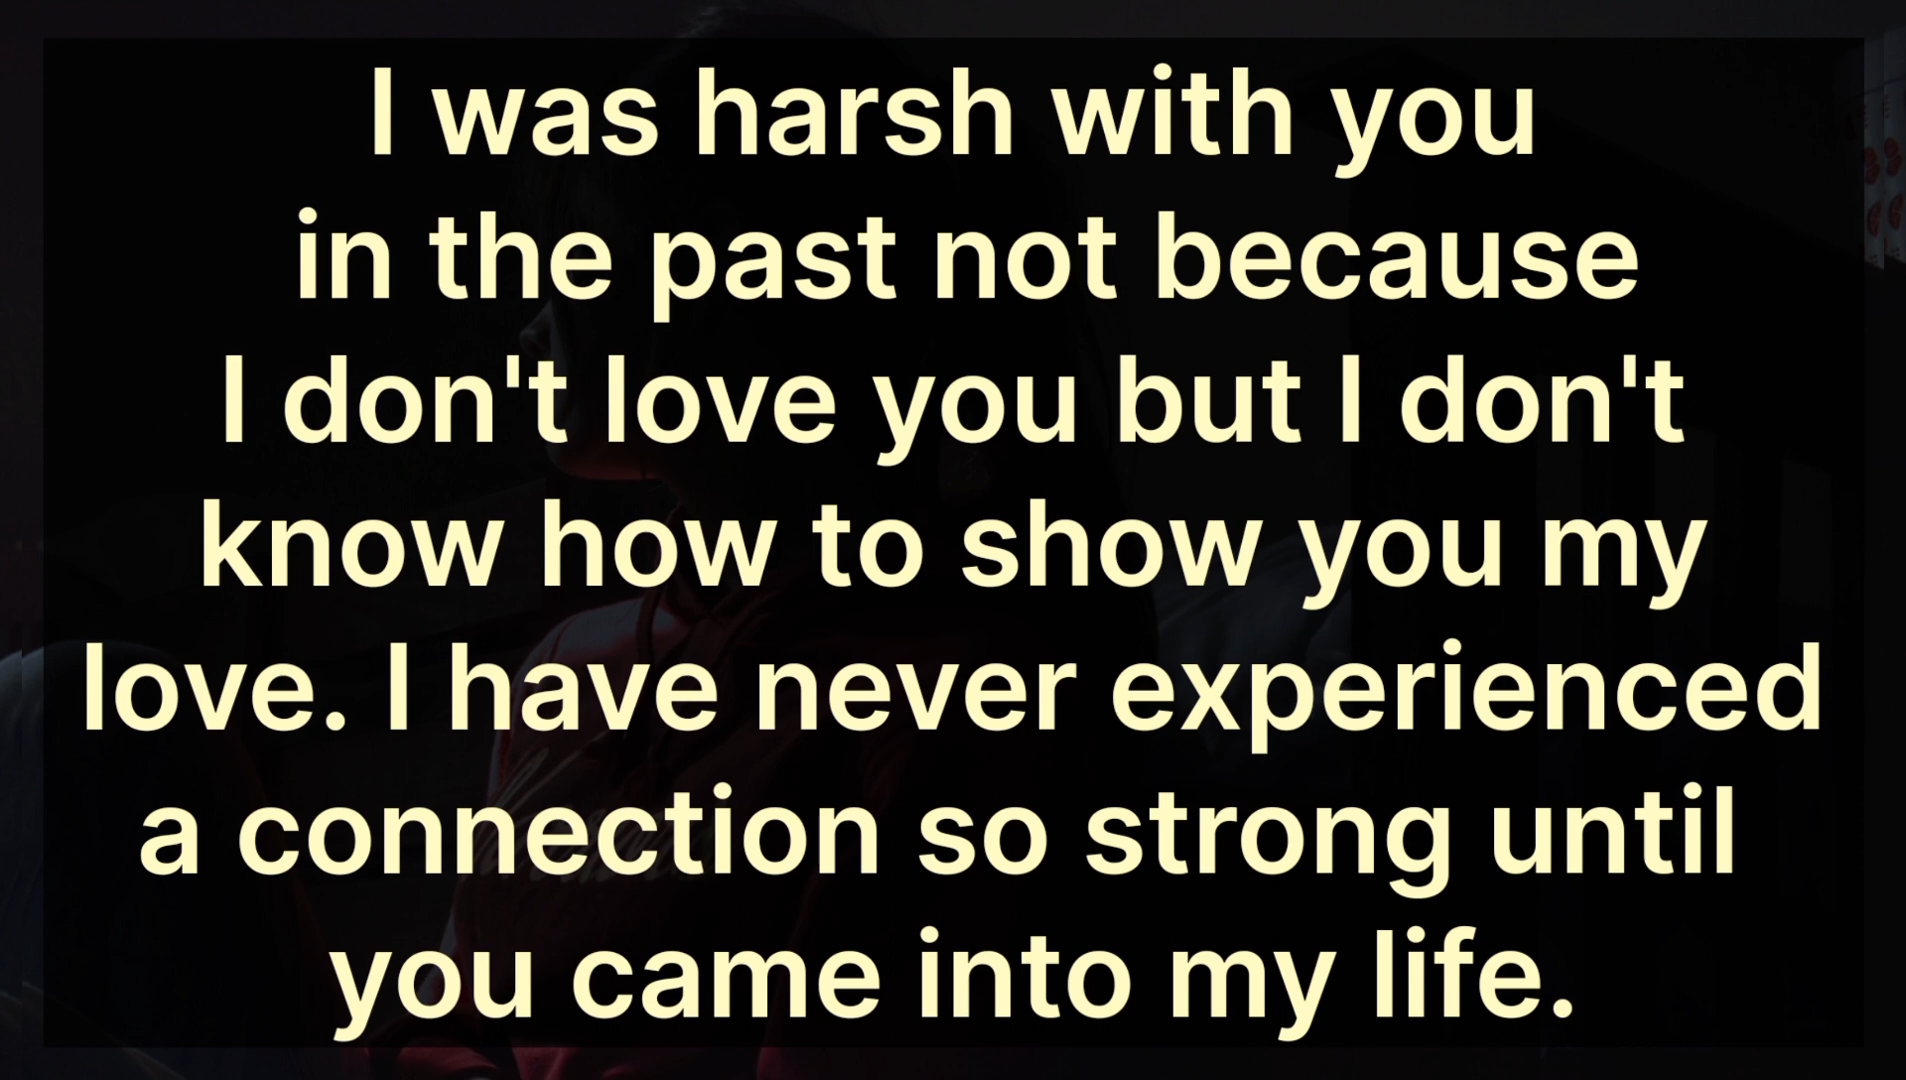 I was harsh with you
in the past not because
I don't love you but I don't
know how to show you my
love. I have never experienced
a connection so strong until
you came into my life.